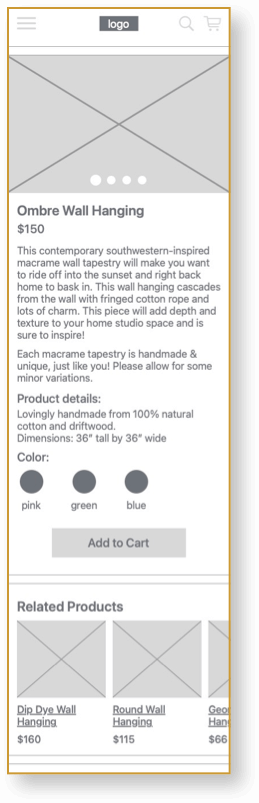 logo
Ombre Wall Hanging
$150
This contemporary southwestern-inspired
macrame wall tapestry will make you want
to ride off into the sunset and right back
home to bask in. This wall hanging cascades
from the wall with fringed cotton rope and
lots of charm. This piece will add depth and
texture to your home studio space and is
sure to inspire!
Each macrame tapestry is handmade &
unique, just like you! Please allow for some
minor variations.
Product details:
Lovingly handmade from 100% natural
cotton and driftwood.
Dimensions: 36” tall by 36” wide
Color:
pink green blue
Add to Cart
Related Products
Dip Dye Wall Round Wall
Hanging Hanging
$160 $115 $66